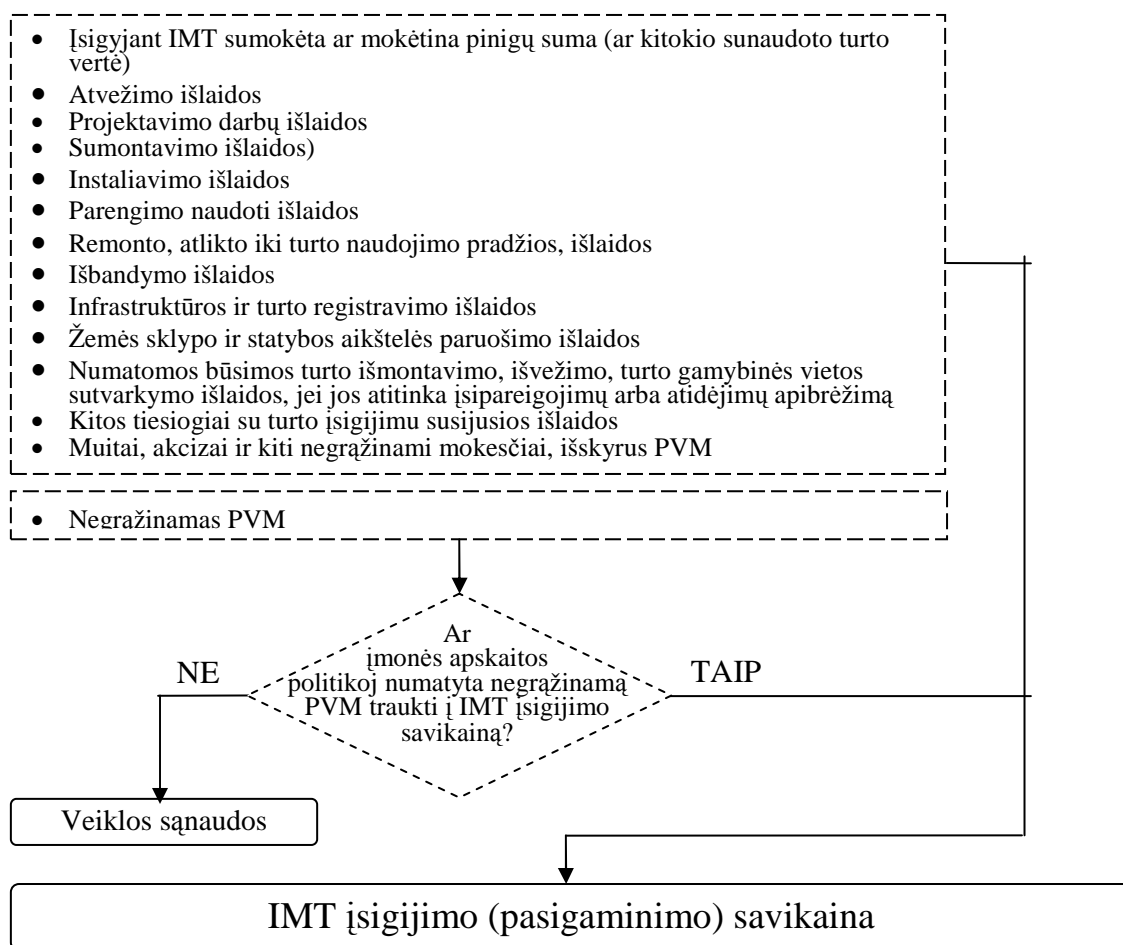 • Įsigyjant IMT sumokėta ar mokėtina pinigų suma (ar kitokio sunaudoto turto
vertė)
• Atvežimo išlaidos
• Projektavimo darbų išlaidos
• Sumontavimo išlaidos)
• Instaliavimo išlaidos
• Parengimo naudoti išlaidos
• Remonto, atlikto iki turto naudojimo pradžios, išlaidos
• Išbandymo išlaidos
• Infrastruktūros ir turto registravimo išlaidos
• Žemės sklypo ir statybos aikštelės paruošimo išlaidos
• Numatomos būsimos turto išmontavimo, išvežimo, turto gamybinės vietos
sutvarkymo išlaidos, jei jos atitinka įsipareigojimų arba atidėjimų apibrėžimą
• Kitos tiesiogiai su turto įsigijimu susijusios išlaidos
• Muitai, akcizai ir kiti negrąžinami mokesčiai, išskyrus PVM
• Negrąžinamas PVM
Ar
įmonės apskaitos
politikoj numatyta negrąžinamą
PVM traukti į IMT įsigijimo
savikainą?
NE
TAIP
Veiklos sąnaudos
IMT įsigijimo (pasigaminimo) savikaina